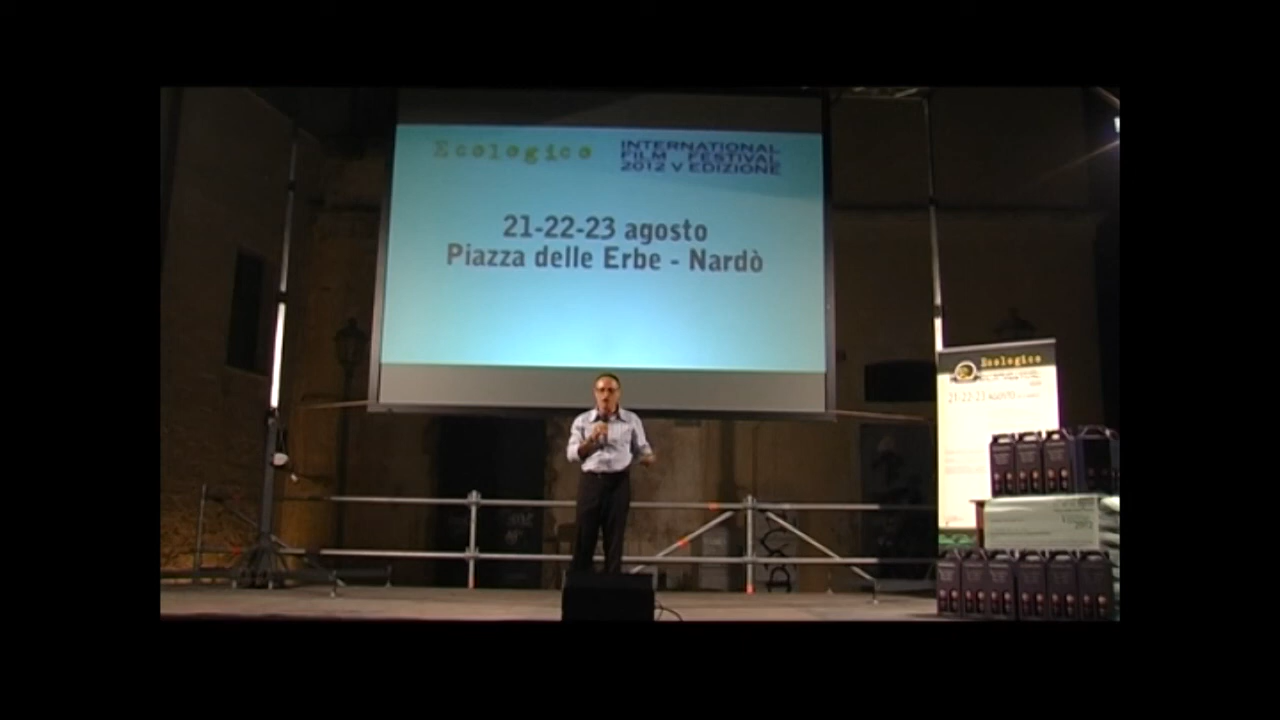 Ecologico
INTERNATIONAL
FILM FESTIVAL
2012 V EDIZIONE
21-22-23 agosto
Piazza delle Erbe - Nardò
Ecologico
21-22-23 AGOSTO